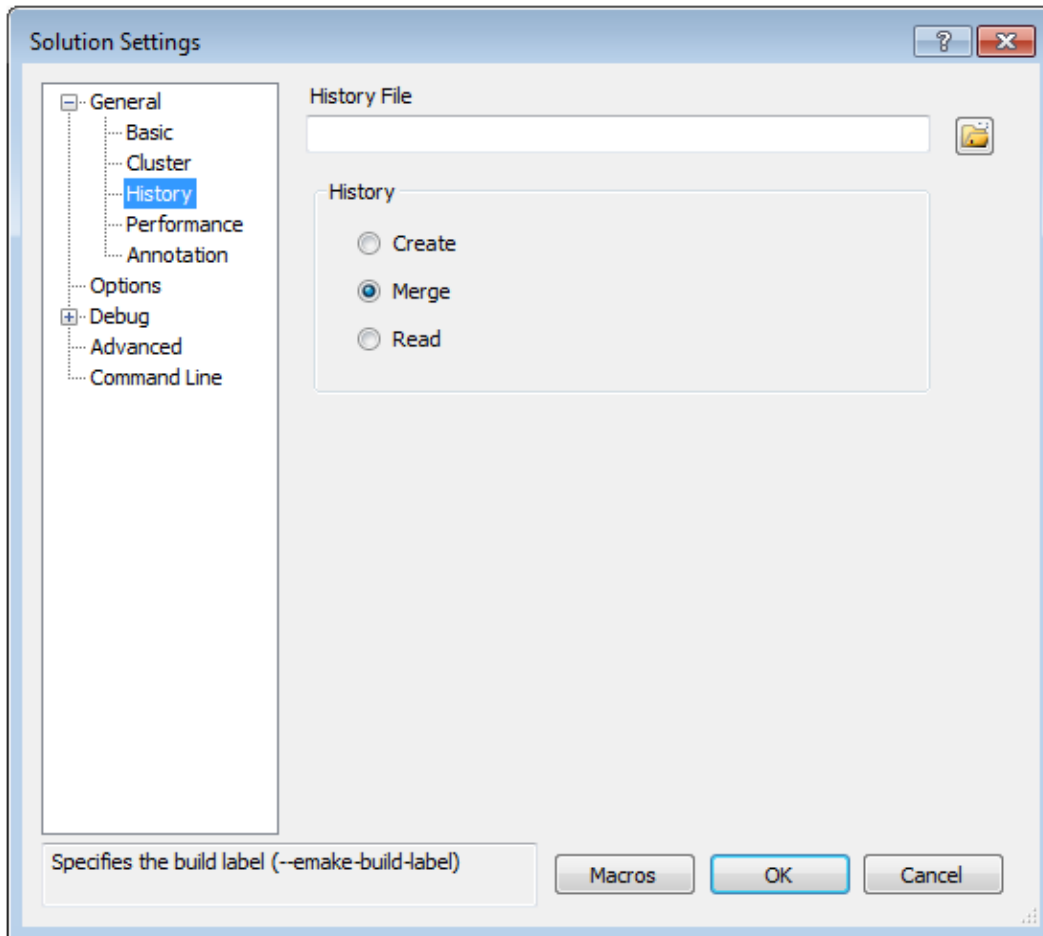 Solution Settings
General
Basic
Cluster
History
Performance
Annotation
Options
Debug
Advanced
Command Line
History File
History
Create
Merge
Read
Specifies the build label (--emake-build-label)
Macros
OK
Cancel